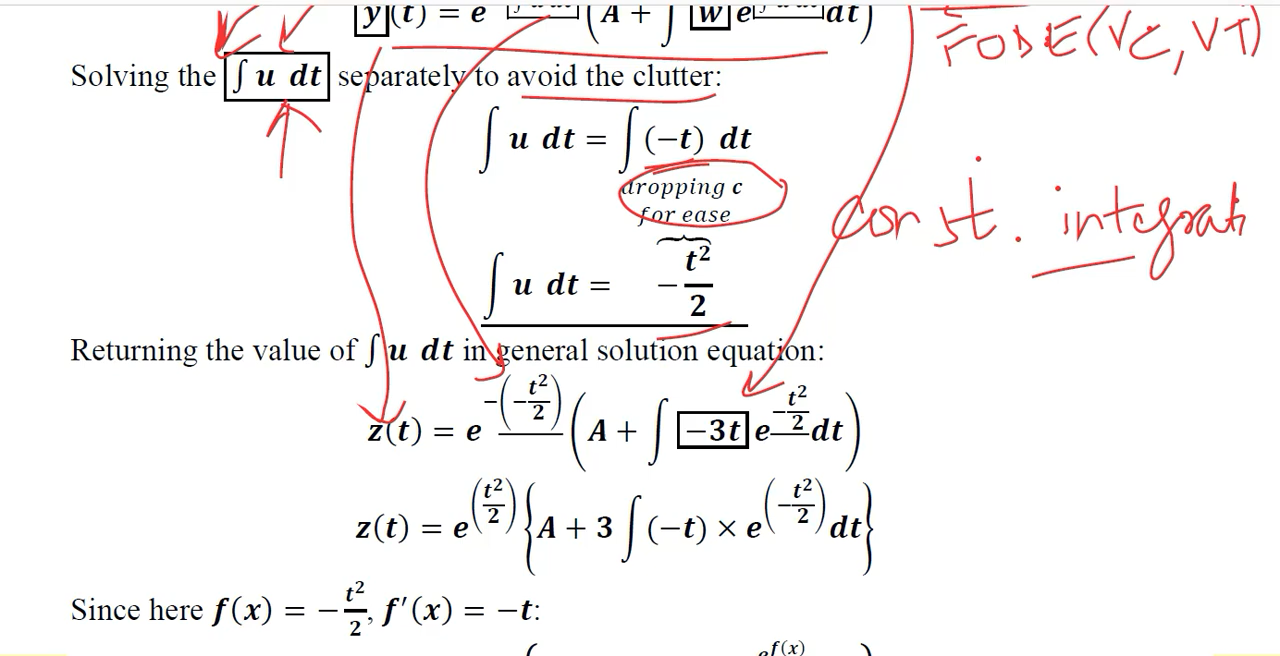 y(t) = e (A + ∫ w e dt)
FODE(VC, VT)
Solving the ∫ u dt separately to avoid the clutter:
∫ u dt = ∫ (−t) dt
dropping c
for ease
const. integrati
∫ u dt = − t²/2
Returning the value of ∫ u dt in general solution equation:
z(t) = e^−(−t²/2) (A + ∫ −3t e^−t²/2 dt)
z(t) = e^(t²/2) {A + 3 ∫ (−t) × e^(−t²/2) dt}
Since here f(x) = − t²/2, f′(x) = −t:
e^f(x)